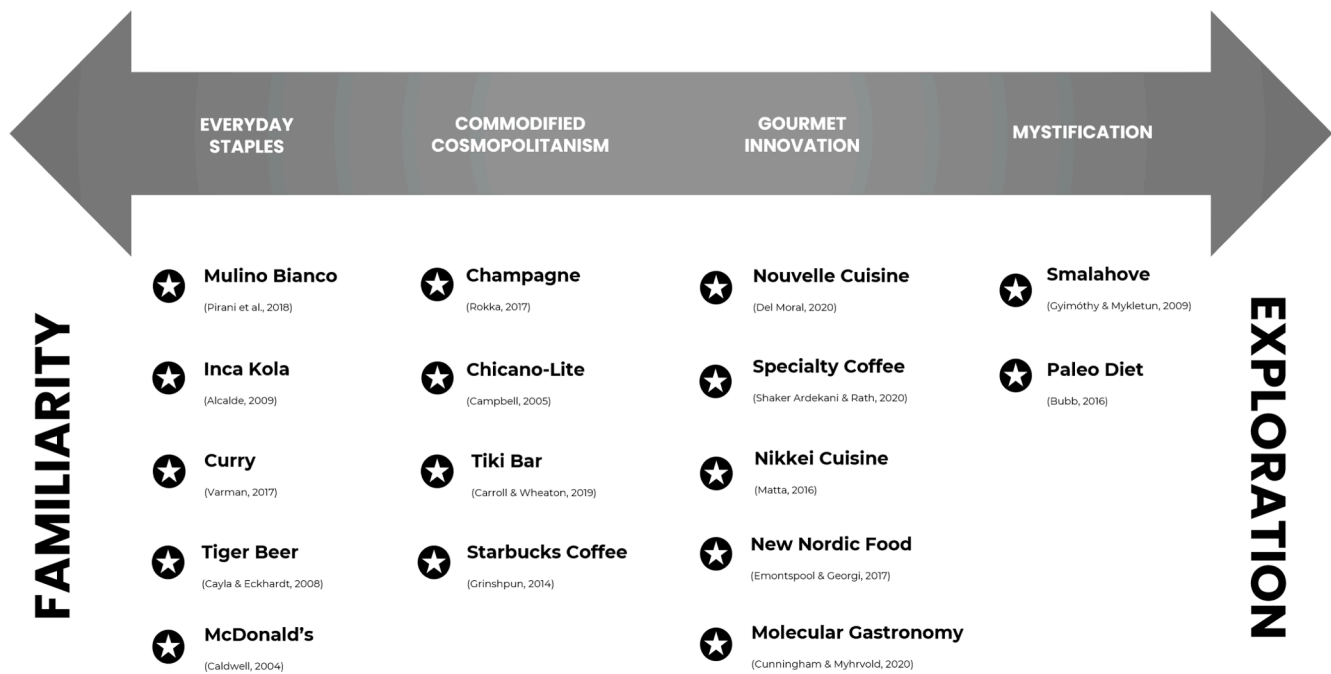 EVERYDAY
STAPLES
COMMODIFIED
COSMOPOLITANISM
GOURMET
INNOVATION
MYSTIFICATION
FAMILIARITY
Mulino Bianco
(Pirani et al., 2018)
Inca Kola
(Alcalde, 2009)
Curry
(Varman, 2017)
Tiger Beer
(Cayla & Eckhardt, 2008)
McDonald's
(Caldwell, 2004)
Champagne
(Rokka, 2017)
Chicano-Lite
(Campbell, 2005)
Tiki Bar
(Carroll & Wheaton, 2019)
Starbucks Coffee
(Grinshpun, 2014)
Nouvelle Cuisine
(Del Moral, 2020)
Specialty Coffee
(Shaker Ardekani & Rath, 2020)
Nikkei Cuisine
(Matta, 2016)
New Nordic Food
(Emontspool & Georgi, 2017)
Molecular Gastronomy
(Cunningham & Myhrvold, 2020)
Smalahove
(Gyimóthy & Mykletun, 2009)
Paleo Diet
(Bubb, 2016)
EXPLORATION